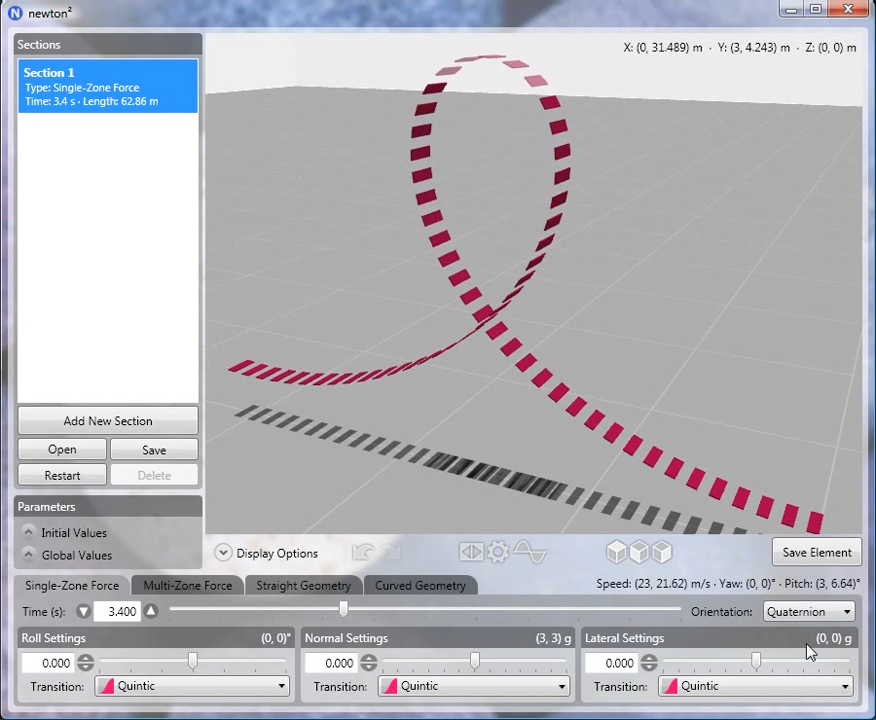 newton²
Sections
X: (0, 31.489) m · Y: (3, 4.243) m · Z: (0, 0) m
Section 1
Type: Single-Zone Force
Time: 3.4 s · Length: 62.86 m
Add New Section
Open
Save
Restart
Delete
Parameters
Initial Values
Global Values
Display Options
Save Element
Single-Zone Force
Multi-Zone Force
Straight Geometry
Curved Geometry
Speed: (23, 21.62) m/s · Yaw: (0, 0)° · Pitch: (3, 6.64)°
Time (s):
3.400
Orientation:
Quaternion
Roll Settings
(0, 0)°
Normal Settings
(3, 3) g
Lateral Settings
(0, 0) g
0.000
0.000
0.000
Transition:
Quintic
Transition:
Quintic
Transition:
Quintic